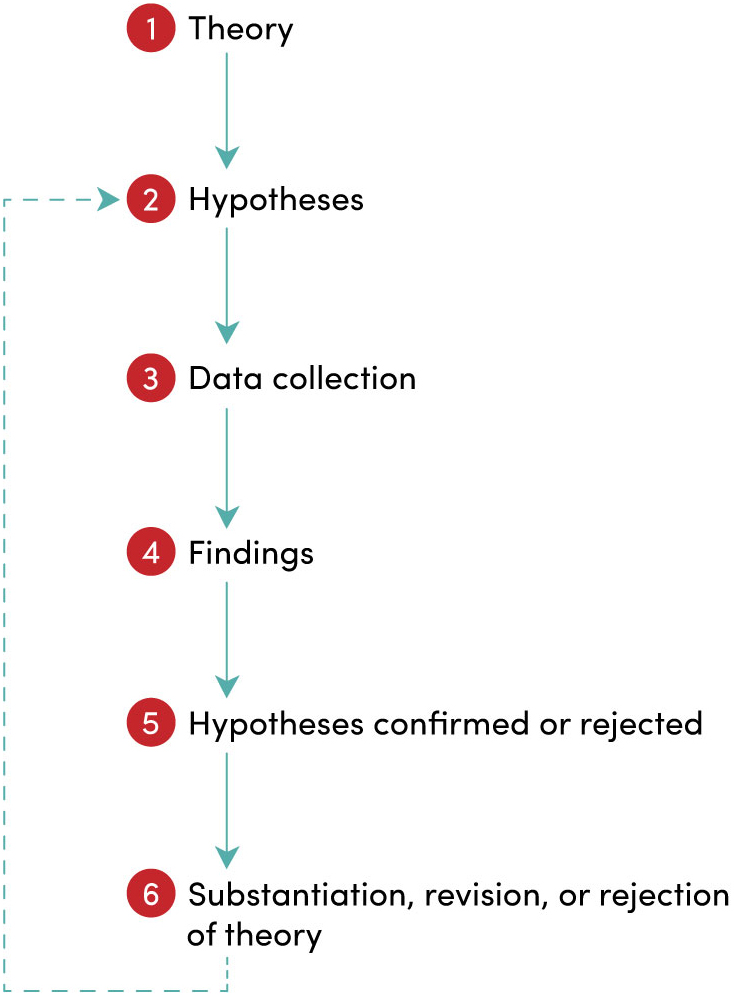 1 Theory
2 Hypotheses
3 Data collection
4 Findings
5 Hypotheses confirmed or rejected
6 Substantiation, revision, or rejection
of theory